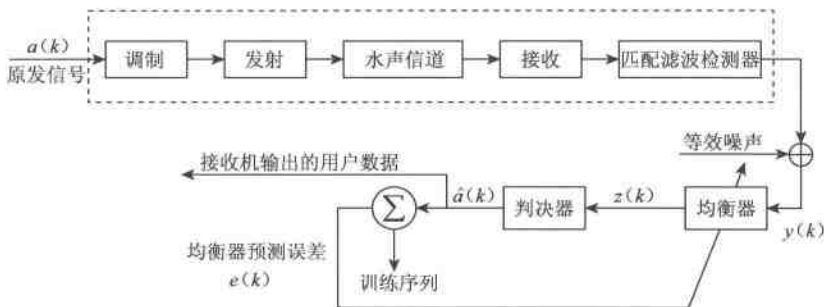 a(k)
原发信号
调制
发射
水声信道
接收
匹配滤波检测器
等效噪声
接收机输出的用户数据
∑
â(k)
判决器
z(k)
均衡器
y(k)
均衡器预测误差
e(k)
训练序列